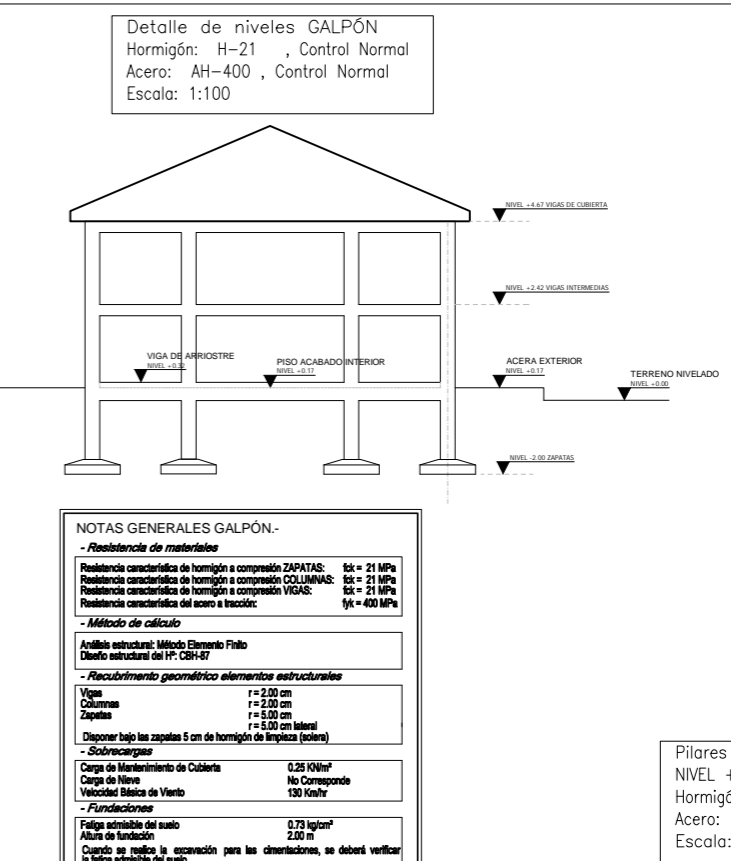 Detalle de niveles GALPÓN
Hormigón: H-21 , Control Normal
Acero: AH-400 , Control Normal
Escala: 1:100
NIVEL +4.67 VIGAS DE CUBIERTA
NIVEL +2.42 VIGAS INTERMEDIAS
VIGA DE ARRIOSTRE
NIVEL +0.32
PISO ACABADO INTERIOR
NIVEL +0.17
ACERA EXTERIOR
NIVEL +0.17
TERRENO NIVELADO
NIVEL +0.00
NIVEL -2.00 ZAPATAS
NOTAS GENERALES GALPÓN.-
- Resistencia de materiales
Resistencia característica de hormigón a compresión ZAPATAS: fck = 21 MPa
Resistencia característica de hormigón a compresión COLUMNAS: fck = 21 MPa
Resistencia característica de hormigón a compresión VIGAS: fck = 21 MPa
Resistencia característica del acero a tracción: fyk = 400 MPa
- Método de cálculo
Análisis estructural: Método Elemento Finito
Diseño estructural del Hº: CBH-87
- Recubrimento geométrico elementos estructurales
Vigas r = 2.00 cm
Columnas r = 2.00 cm
Zapatas r = 5.00 cm
r = 5.00 cm lateral
Disponer bajo las zapatas 5 cm de hormigón de limpieza (solera)
- Sobrecargas
Carga de Mantenimiento de Cubierta 0.25 KN/m²
Carga de Nieve No Corresponde
Velocidad Básica de Viento 130 Km/hr
- Fundaciones
Fatiga admisible del suelo 0.73 kg/cm²
Altura de fundación 2.00 m
Cuando se realice la excavación para las cimentaciones, se deberá verificar
la fatiga admisible del suelo
Pilares
NIVEL +
Hormigó
Acero:
Escala: